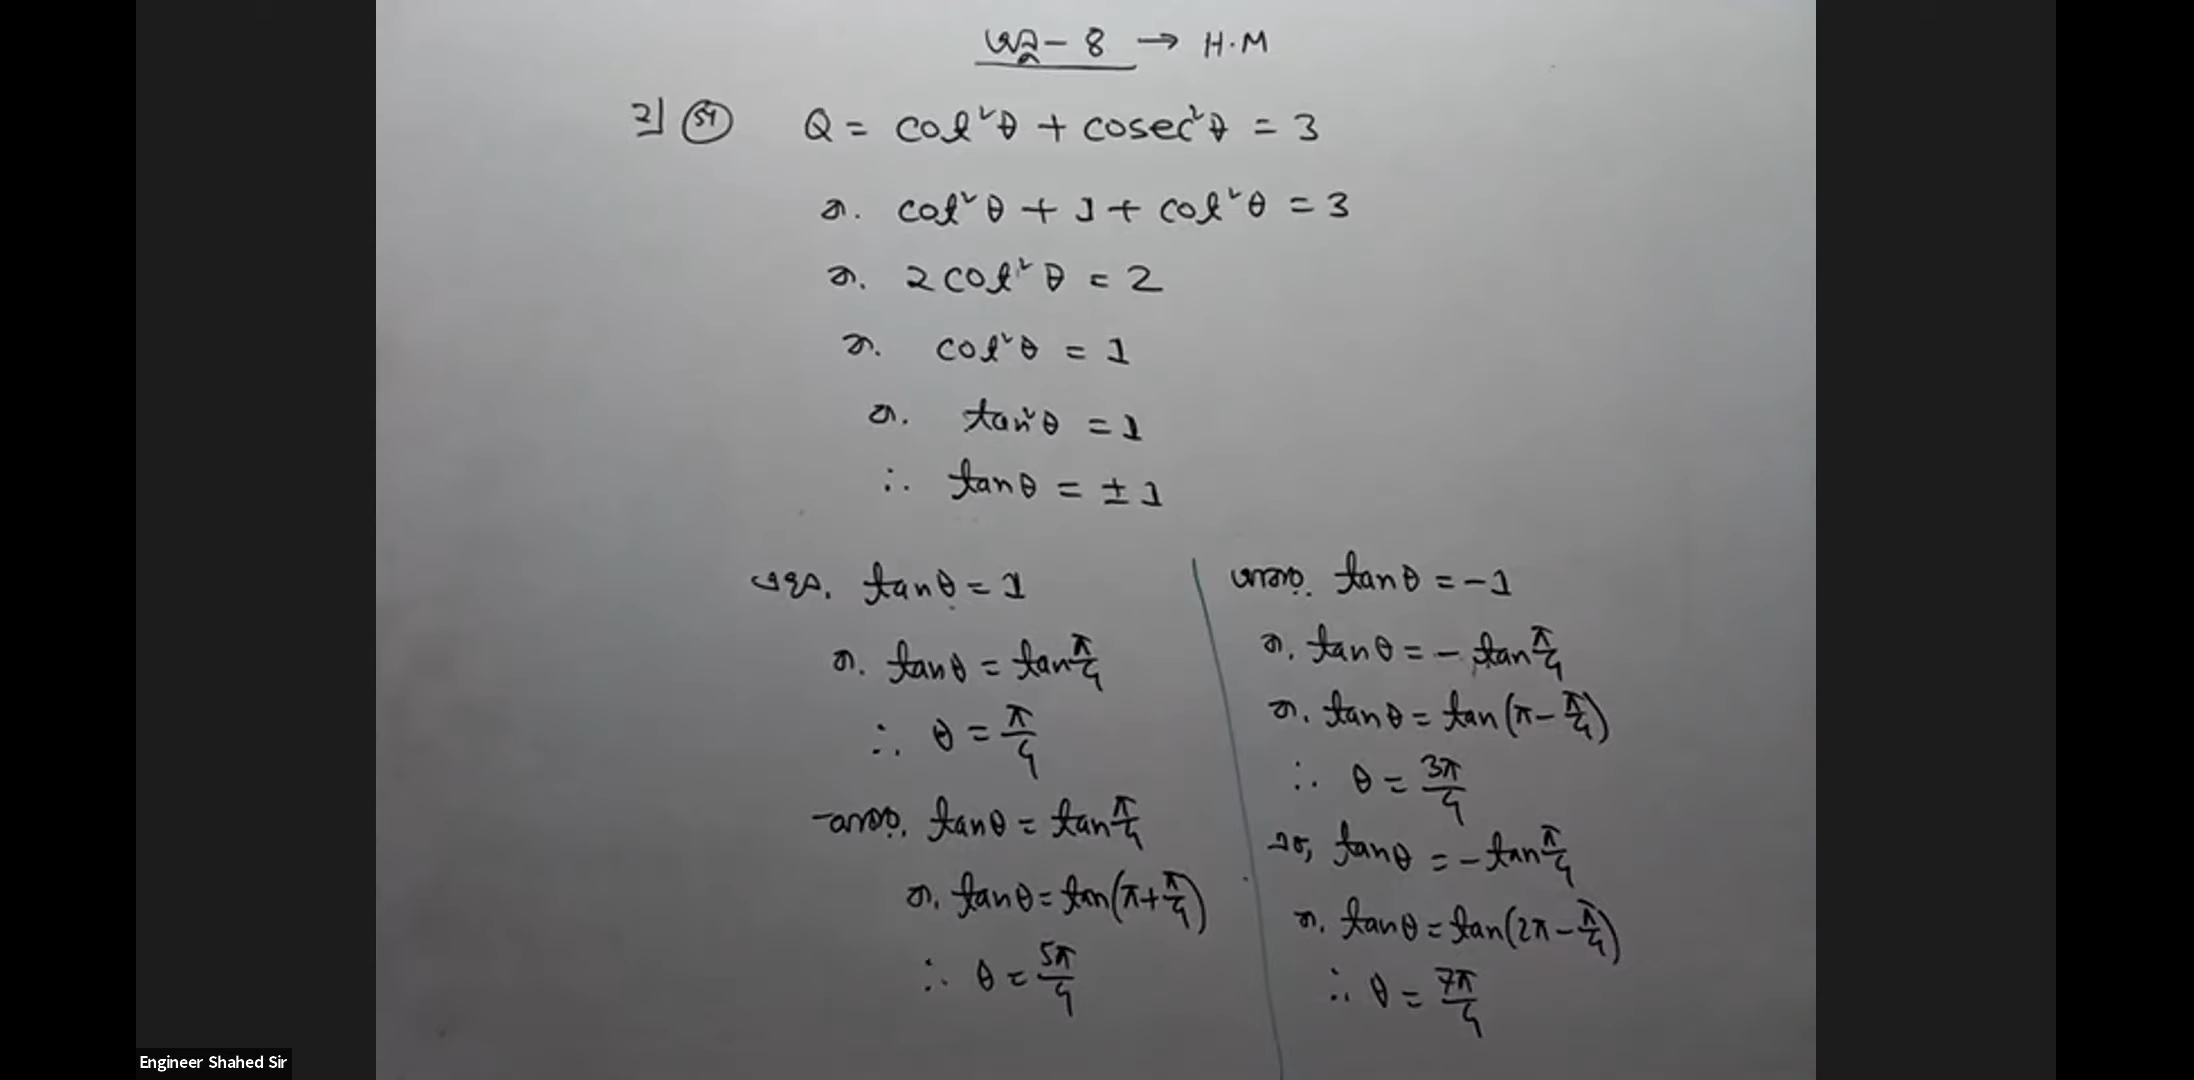 প্রশ্ন-8 → H.M
২। গ Q = cot²θ + cosec²θ = 3
বা, cot²θ + 1 + cot²θ = 3
বা, 2cot²θ = 2
বা, cot²θ = 1
বা, tan²θ = 1
∴ tanθ = ±1
হয়, tanθ = 1
বা, tanθ = tan π/4
∴ θ = π/4
আবার, tanθ = tan π/4
বা, tanθ = tan(π + π/4)
∴ θ = 5π/4
আবার, tanθ = -1
বা, tanθ = - tan π/4
বা, tanθ = tan(π - π/4)
∴ θ = 3π/4
tanθ = - tan π/4
বা, tanθ = tan(2π - π/4)
∴ θ = 7π/4
Engineer Shahed Sir